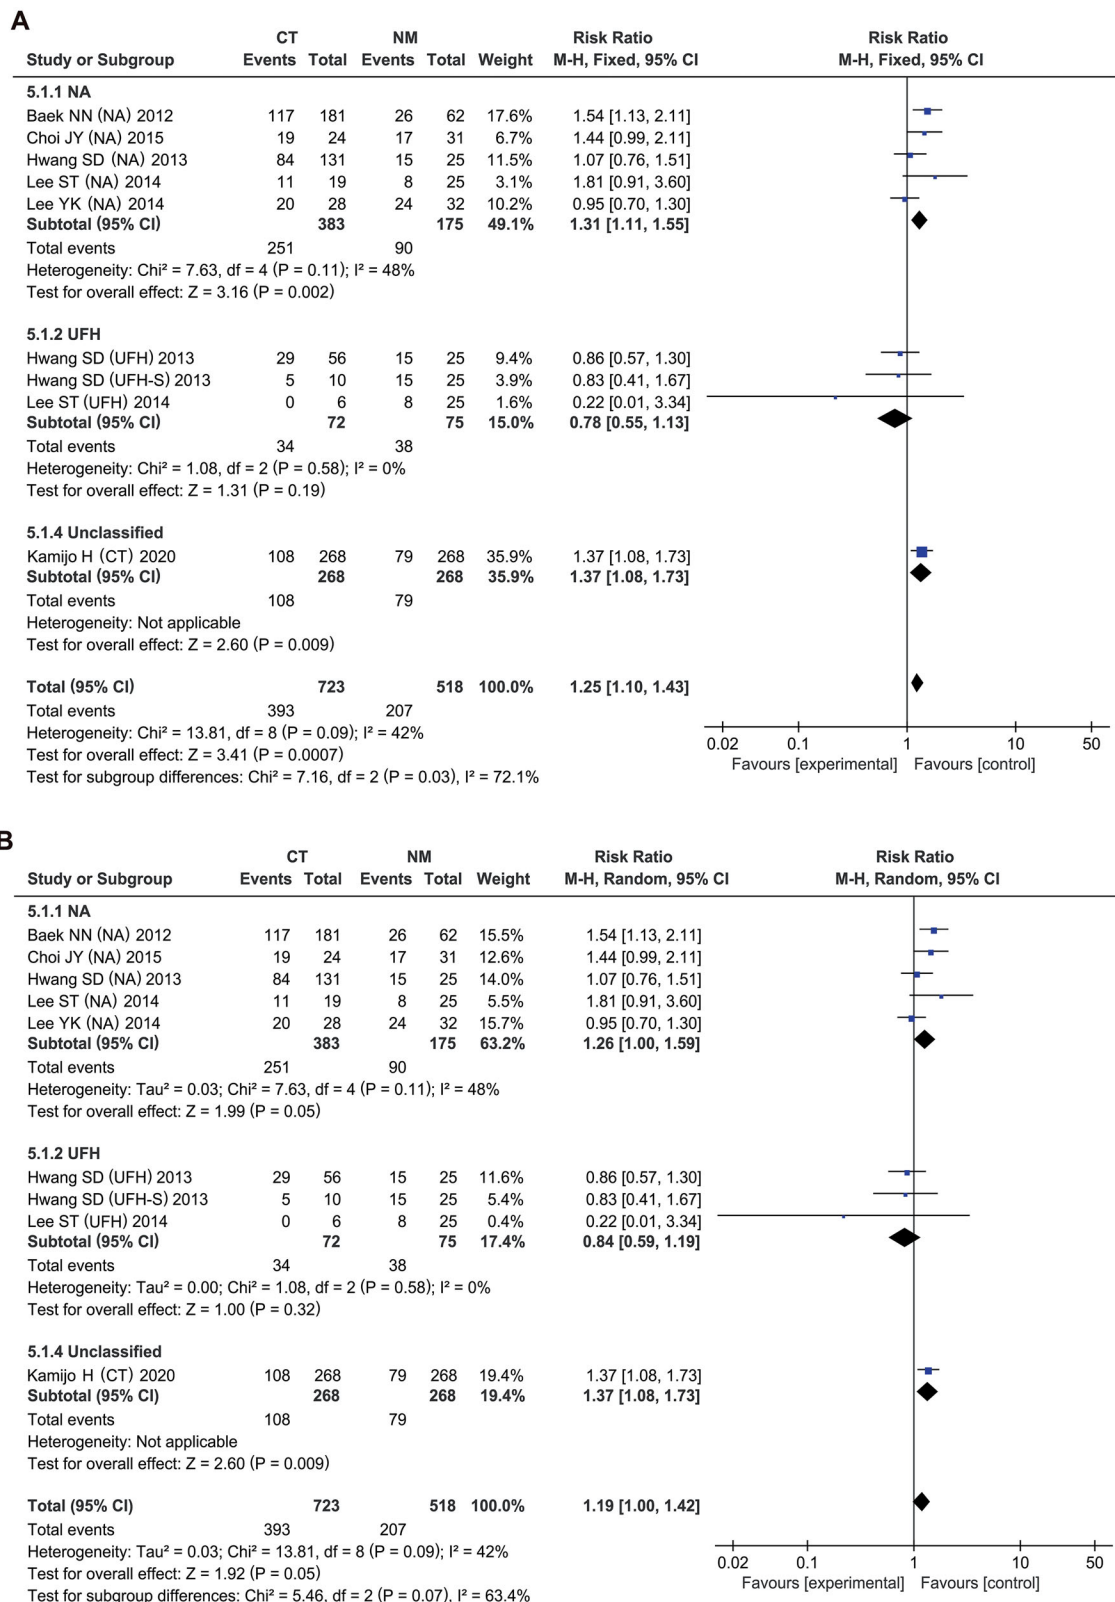 A
CT NM Risk Ratio Risk Ratio
Study or Subgroup Events Total Events Total Weight M-H, Fixed, 95% CI M-H, Fixed, 95% CI
5.1.1 NA
Baek NN (NA) 2012 117 181 26 62 17.6% 1.54 [1.13, 2.11]
Choi JY (NA) 2015 19 24 17 31 6.7% 1.44 [0.99, 2.11]
Hwang SD (NA) 2013 84 131 15 25 11.5% 1.07 [0.76, 1.51]
Lee ST (NA) 2014 11 19 8 25 3.1% 1.81 [0.91, 3.60]
Lee YK (NA) 2014 20 28 24 32 10.2% 0.95 [0.70, 1.30]
Subtotal (95% CI) 383 175 49.1% 1.31 [1.11, 1.55]
Total events 251 90
Heterogeneity: Chi² = 7.63, df = 4 (P = 0.11); I² = 48%
Test for overall effect: Z = 3.16 (P = 0.002)
5.1.2 UFH
Hwang SD (UFH) 2013 29 56 15 25 9.4% 0.86 [0.57, 1.30]
Hwang SD (UFH-S) 2013 5 10 15 25 3.9% 0.83 [0.41, 1.67]
Lee ST (UFH) 2014 0 6 8 25 1.6% 0.22 [0.01, 3.34]
Subtotal (95% CI) 72 75 15.0% 0.78 [0.55, 1.13]
Total events 34 38
Heterogeneity: Chi² = 1.08, df = 2 (P = 0.58); I² = 0%
Test for overall effect: Z = 1.31 (P = 0.19)
5.1.4 Unclassified
Kamijo H (CT) 2020 108 268 79 268 35.9% 1.37 [1.08, 1.73]
Subtotal (95% CI) 268 268 35.9% 1.37 [1.08, 1.73]
Total events 108 79
Heterogeneity: Not applicable
Test for overall effect: Z = 2.60 (P = 0.009)
Total (95% CI) 723 518 100.0% 1.25 [1.10, 1.43]
Total events 393 207
Heterogeneity: Chi² = 13.81, df = 8 (P = 0.09); I² = 42%
Test for overall effect: Z = 3.41 (P = 0.0007)
Test for subgroup differences: Chi² = 7.16, df = 2 (P = 0.03), I² = 72.1%
0.02 0.1 1 10 50
Favours [experimental] Favours [control]
B
CT NM Risk Ratio Risk Ratio
Study or Subgroup Events Total Events Total Weight M-H, Random, 95% CI M-H, Random, 95% CI
5.1.1 NA
Baek NN (NA) 2012 117 181 26 62 15.5% 1.54 [1.13, 2.11]
Choi JY (NA) 2015 19 24 17 31 12.6% 1.44 [0.99, 2.11]
Hwang SD (NA) 2013 84 131 15 25 14.0% 1.07 [0.76, 1.51]
Lee ST (NA) 2014 11 19 8 25 5.5% 1.81 [0.91, 3.60]
Lee YK (NA) 2014 20 28 24 32 15.7% 0.95 [0.70, 1.30]
Subtotal (95% CI) 383 175 63.2% 1.26 [1.00, 1.59]
Total events 251 90
Heterogeneity: Tau² = 0.03; Chi² = 7.63, df = 4 (P = 0.11); I² = 48%
Test for overall effect: Z = 1.99 (P = 0.05)
5.1.2 UFH
Hwang SD (UFH) 2013 29 56 15 25 11.6% 0.86 [0.57, 1.30]
Hwang SD (UFH-S) 2013 5 10 15 25 5.4% 0.83 [0.41, 1.67]
Lee ST (UFH) 2014 0 6 8 25 0.4% 0.22 [0.01, 3.34]
Subtotal (95% CI) 72 75 17.4% 0.84 [0.59, 1.19]
Total events 34 38
Heterogeneity: Tau² = 0.00; Chi² = 1.08, df = 2 (P = 0.58); I² = 0%
Test for overall effect: Z = 1.00 (P = 0.32)
5.1.4 Unclassified
Kamijo H (CT) 2020 108 268 79 268 19.4% 1.37 [1.08, 1.73]
Subtotal (95% CI) 268 268 19.4% 1.37 [1.08, 1.73]
Total events 108 79
Heterogeneity: Not applicable
Test for overall effect: Z = 2.60 (P = 0.009)
Total (95% CI) 723 518 100.0% 1.19 [1.00, 1.42]
Total events 393 207
Heterogeneity: Tau² = 0.03; Chi² = 13.81, df = 8 (P = 0.09); I² = 42%
Test for overall effect: Z = 1.92 (P = 0.05)
Test for subgroup differences: Chi² = 5.46, df = 2 (P = 0.07), I² = 63.4%
0.02 0.1 1 10 50
Favours [experimental] Favours [control]